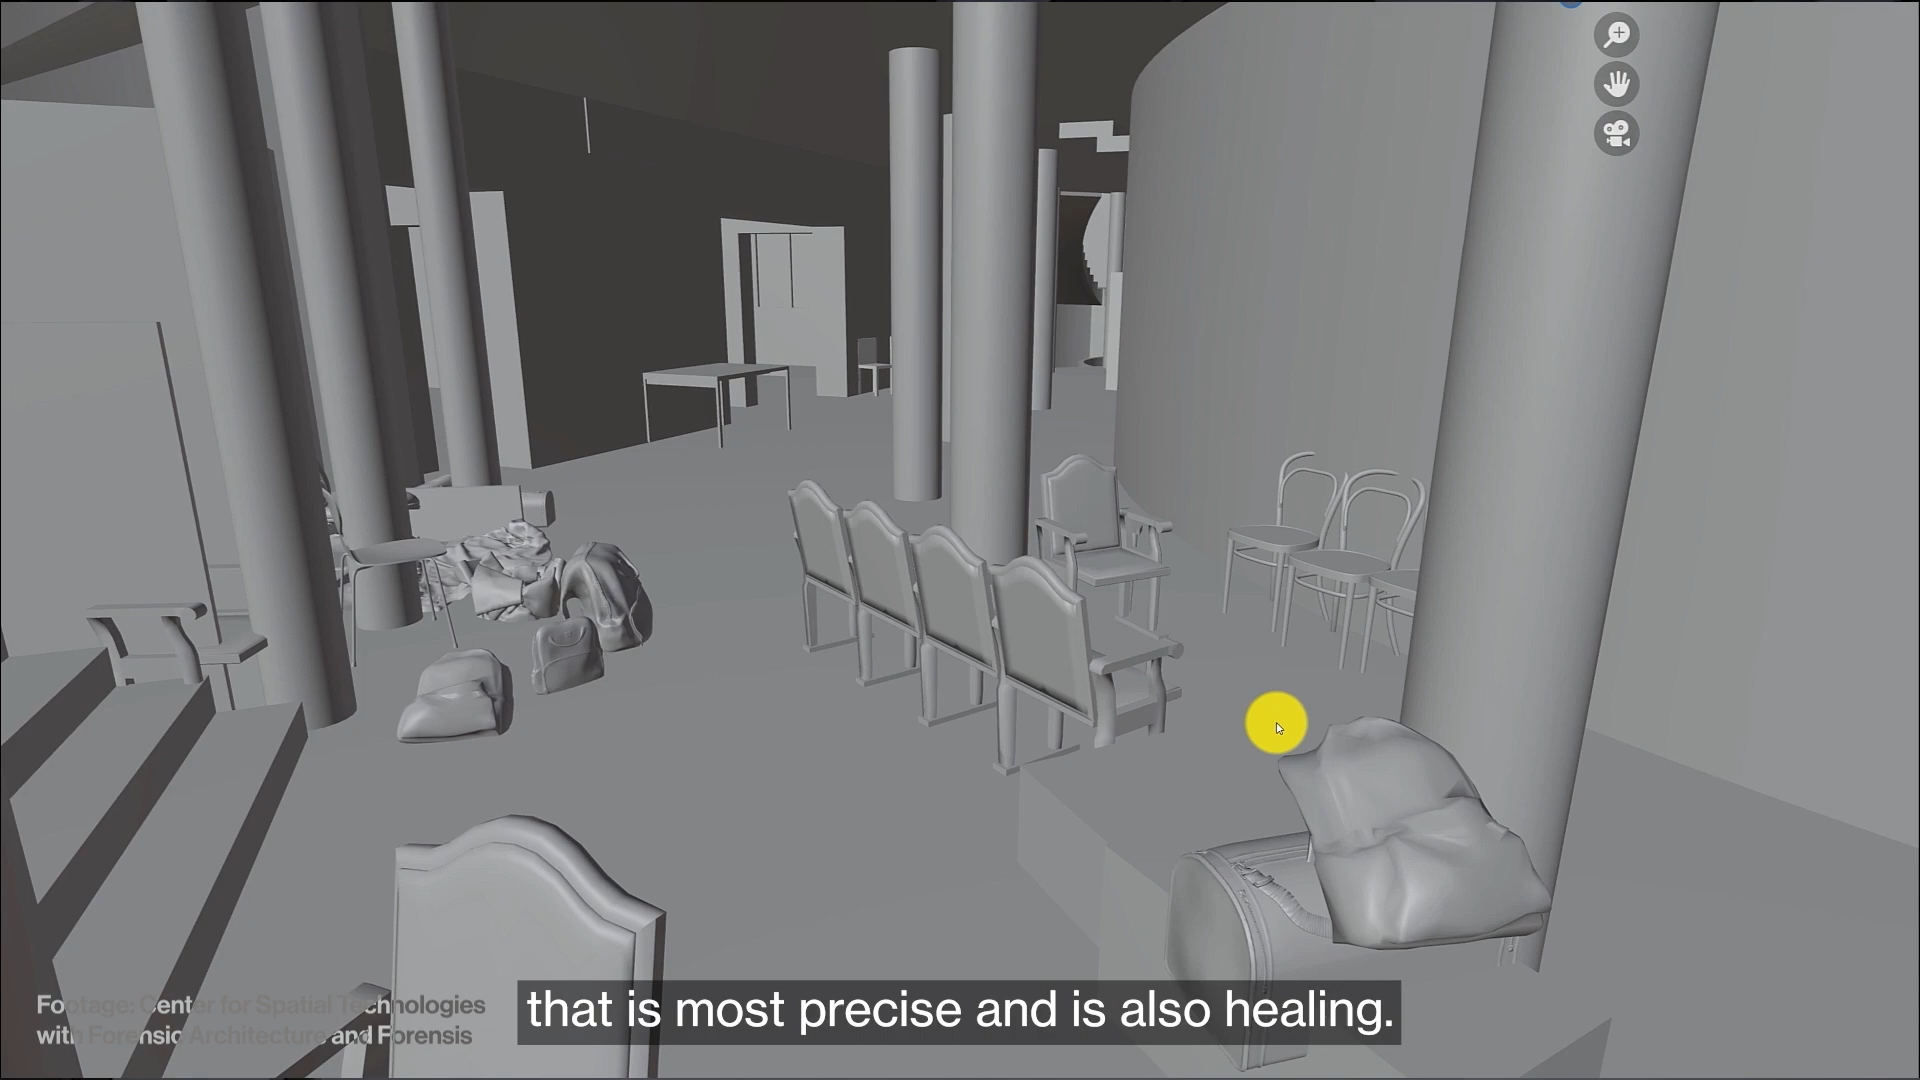 Footage: Center for Spatial Technologies
with Forensic Architecture and Forensis
that is most precise and is also healing.